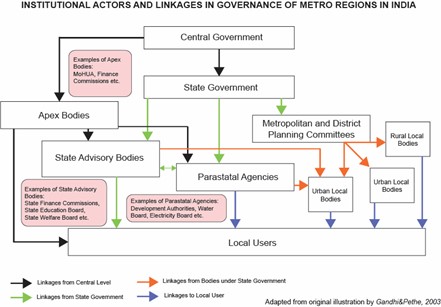 INSTITUTIONAL ACTORS AND LINKAGES IN GOVERNANCE OF METRO REGIONS IN INDIA
Central Government
Examples of Apex
Bodies:
MoHUA, Finance
Commissions etc.
State Government
Apex Bodies
Metropolitan and District
Planning Committees
Rural Local
Bodies
State Advisory Bodies
Parastatal Agencies
Urban Local
Bodies
Urban Local
Bodies
Examples of State Advisory
Bodies:
State Finance Commissions,
State Education Board,
State Welfare Board etc.
Examples of Parastatal Agencies:
Development Authorities, Water
Board, Electricity Board etc.
Local Users
Linkages from Central Level
Linkages from Bodies under State Government
Linkages from State Government
Linkages to Local User
Adapted from original illustration by Gandhi&Pethe, 2003